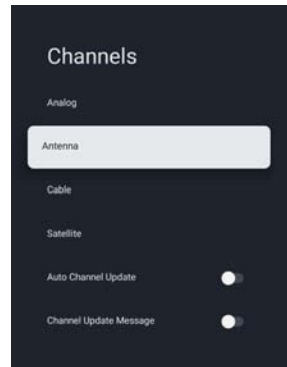 Channels
Analog
Antenna
Cable
Satellite
Auto Channel Update
Channel Update Message